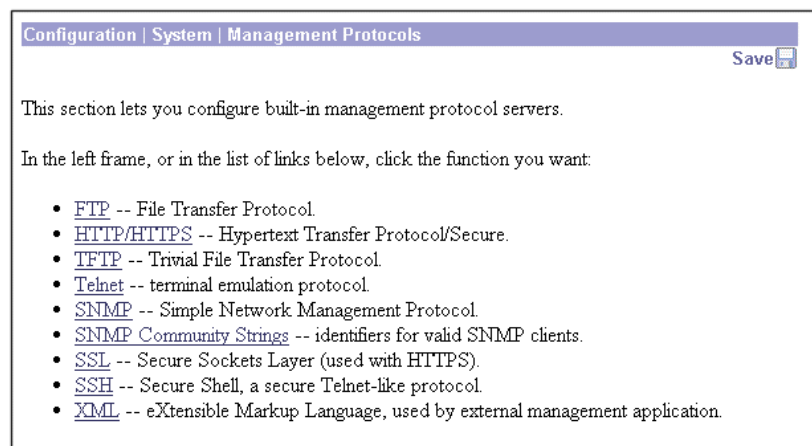 Configuration | System | Management Protocols
Save
This section lets you configure built-in management protocol servers.
In the left frame, or in the list of links below, click the function you want:
• FTP -- File Transfer Protocol.
• HTTP/HTTPS -- Hypertext Transfer Protocol/Secure.
• TFTP -- Trivial File Transfer Protocol.
• Telnet -- terminal emulation protocol.
• SNMP -- Simple Network Management Protocol.
• SNMP Community Strings -- identifiers for valid SNMP clients.
• SSL -- Secure Sockets Layer (used with HTTPS).
• SSH -- Secure Shell, a secure Telnet-like protocol.
• XML -- eXtensible Markup Language, used by external management application.